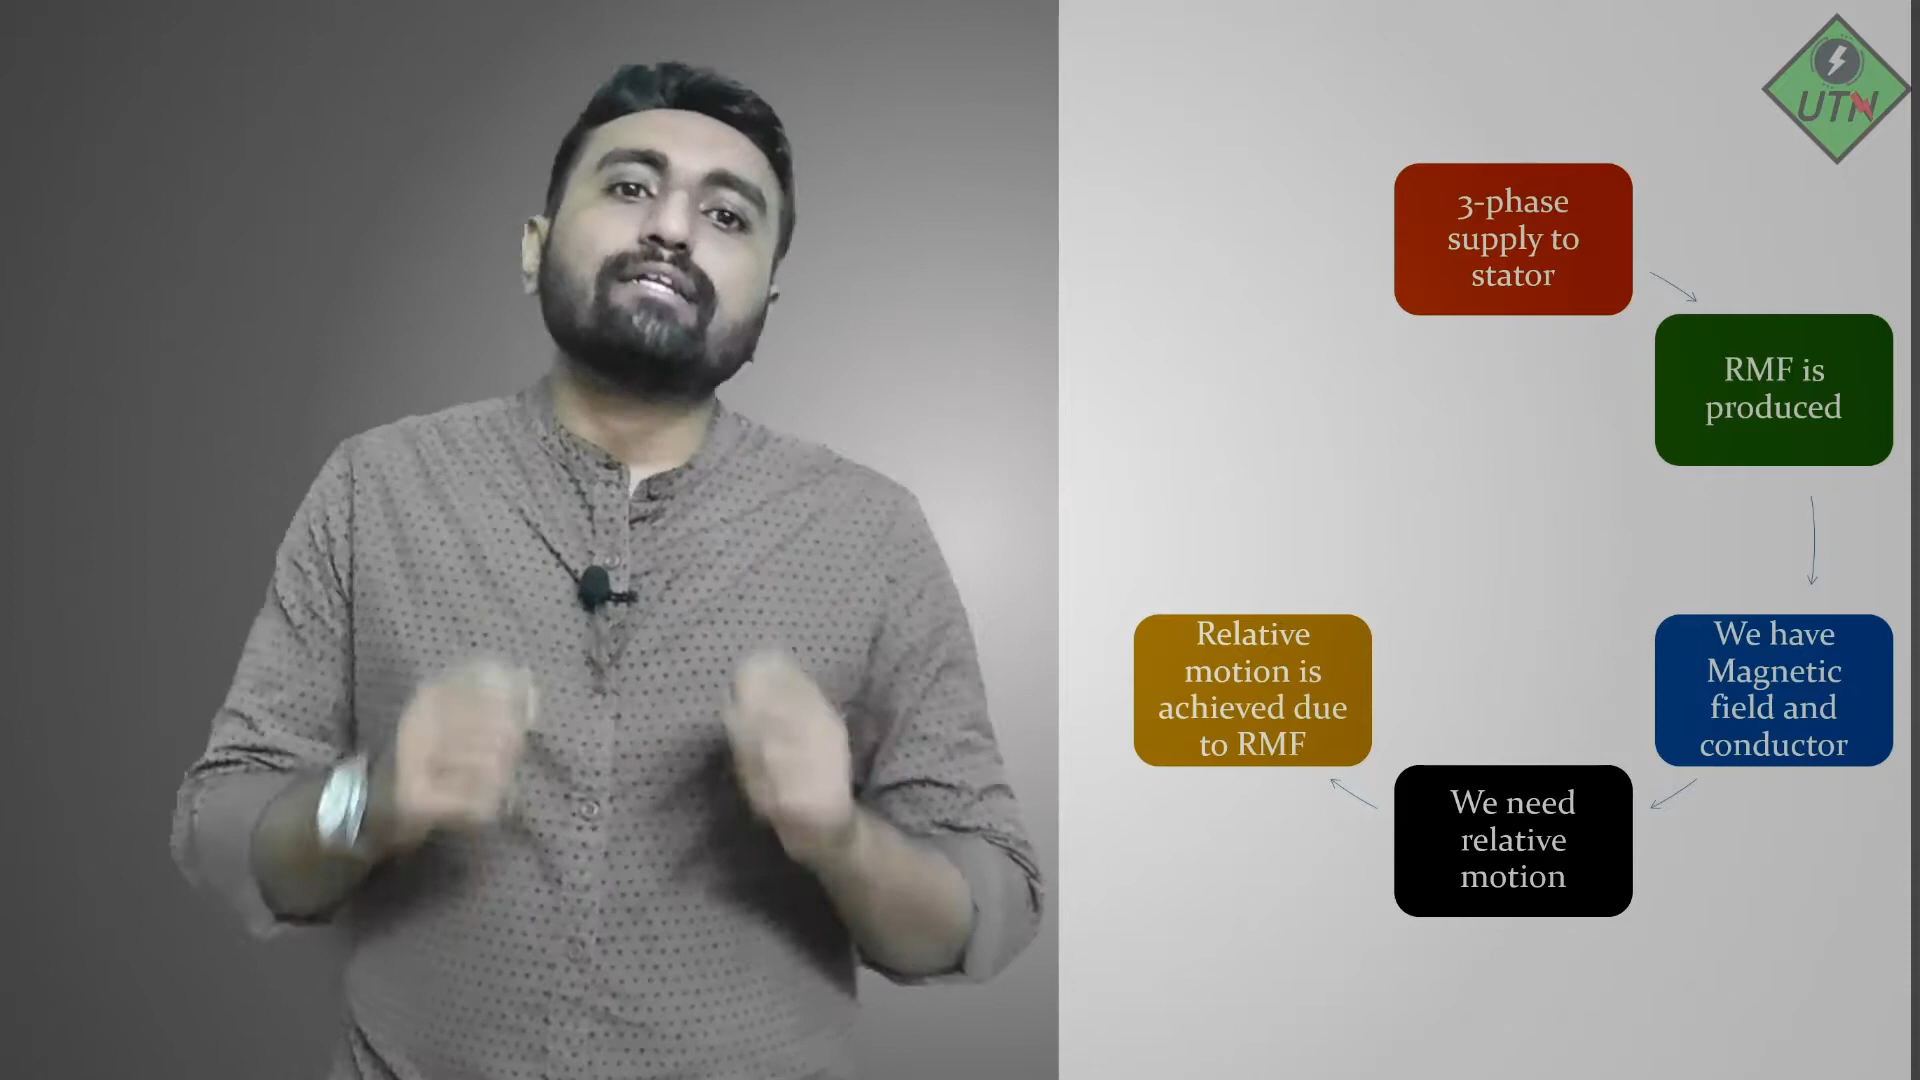 UTN
3-phase
supply to
stator
RMF is
produced
We have
Magnetic
field and
conductor
We need
relative
motion
Relative
motion is
achieved due
to RMF